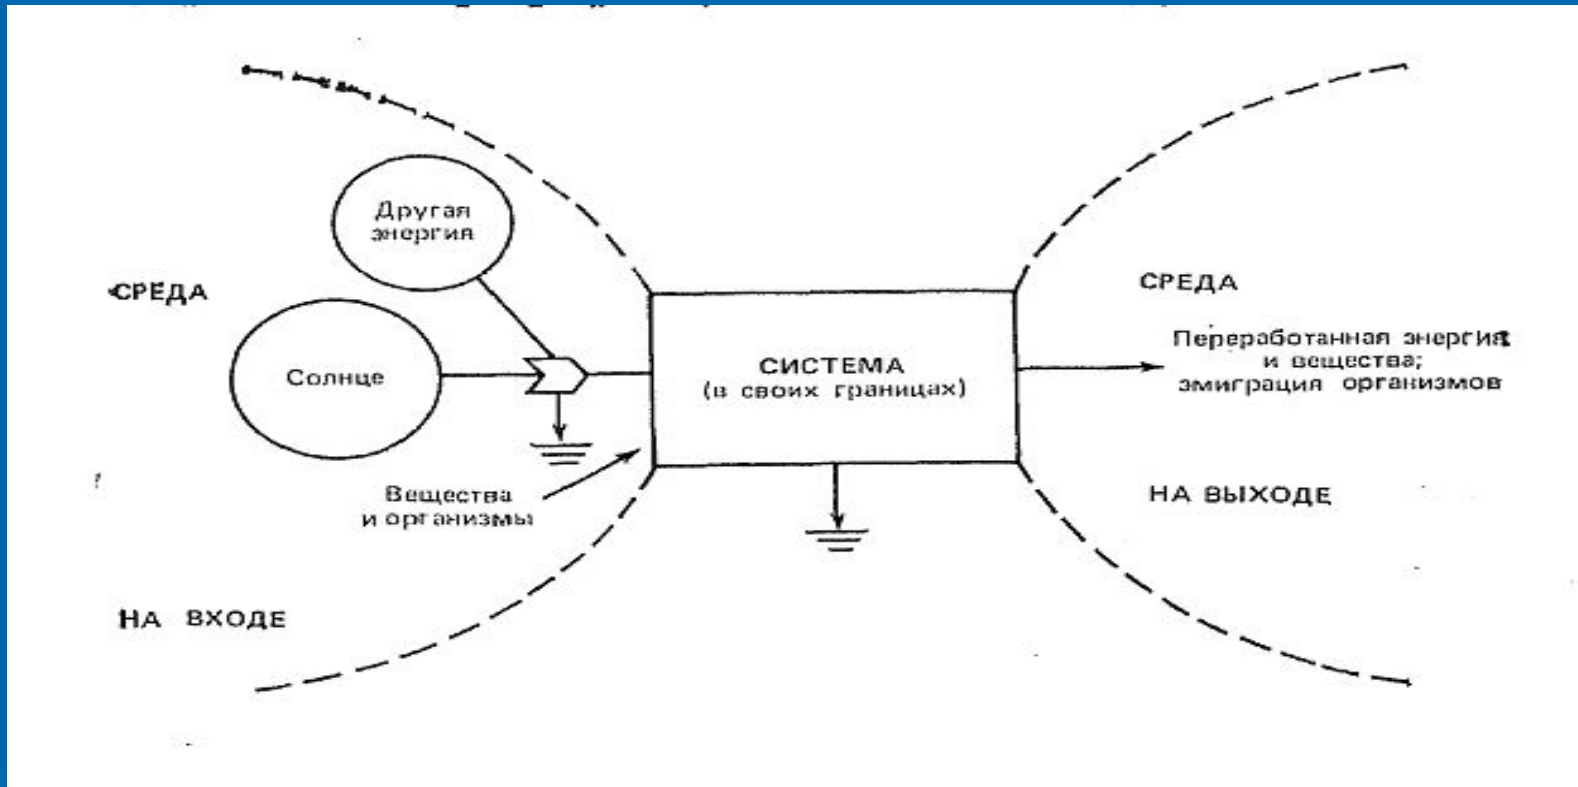 Другая
энергия
СРЕДА
Солнце
Вещества
и организмы
НА ВХОДЕ
СИСТЕМА
(в своих границах)
СРЕДА
Переработанная энергия
и вещества;
эмиграция организмов
НА ВЫХОДЕ